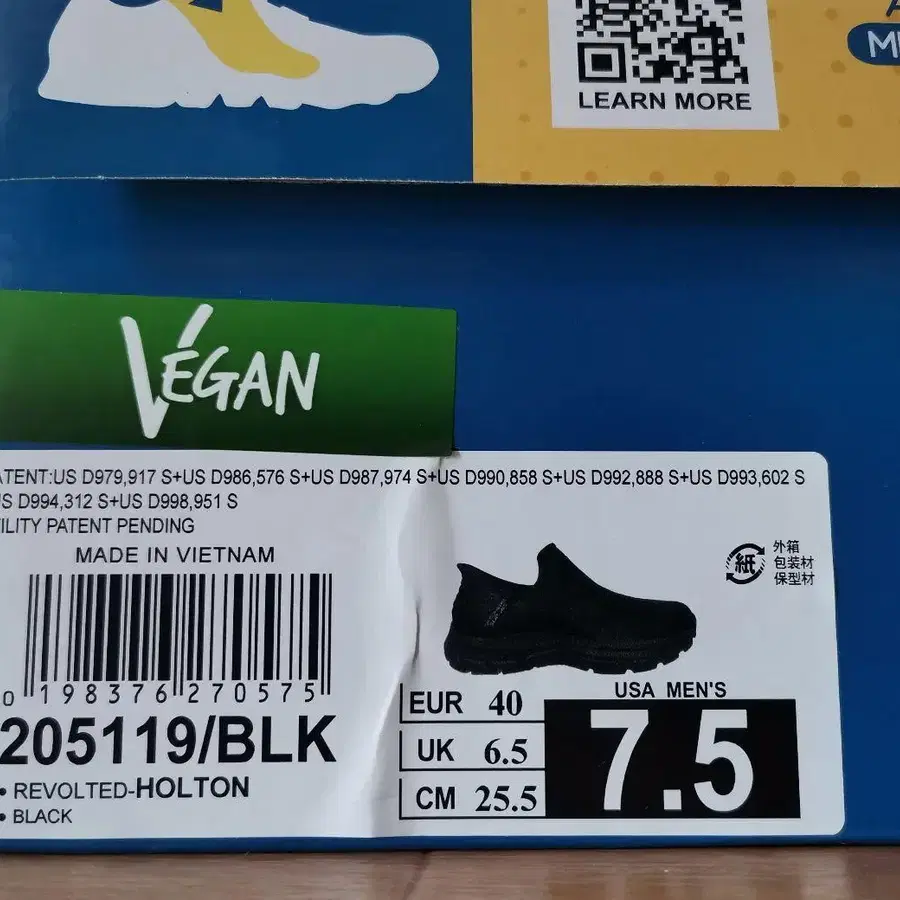 LEARN MORE
VEGAN
ATENT:US D979,917 S+US D986,576 S+US D987,974 S+US D990,858 S+US D992,888 S+US D993,602 S
S D994,312 S+US D998,951 S
ILITY PATENT PENDING
MADE IN VIETNAM
紙
外箱
包装材
保型材
0 198376 270575
205119/BLK
• REVOLTED-HOLTON
• BLACK
EUR 40
UK 6.5
CM 25.5
USA MEN'S
7.5